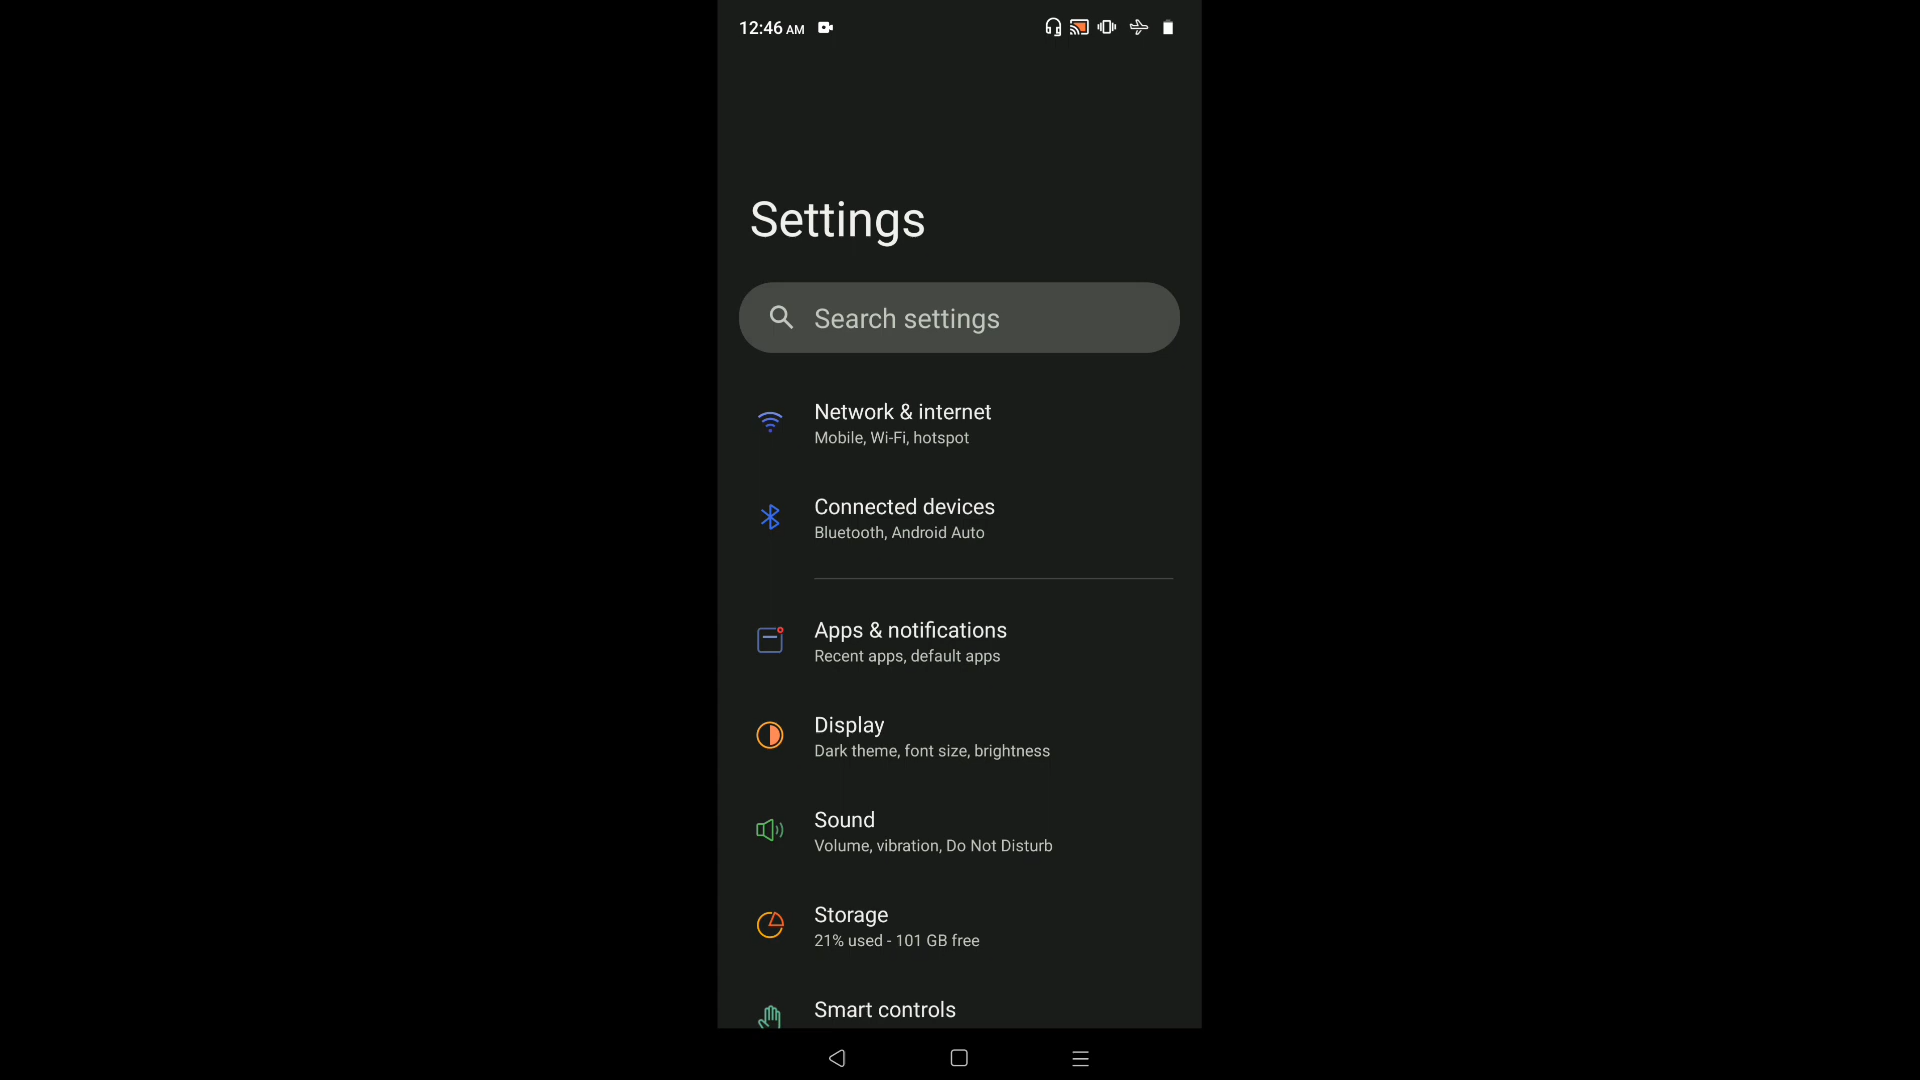 12:46 AM
Settings
Search settings
Network & internet
Mobile, Wi-Fi, hotspot
Connected devices
Bluetooth, Android Auto
Apps & notifications
Recent apps, default apps
Display
Dark theme, font size, brightness
Sound
Volume, vibration, Do Not Disturb
Storage
21% used - 101 GB free
Smart controls